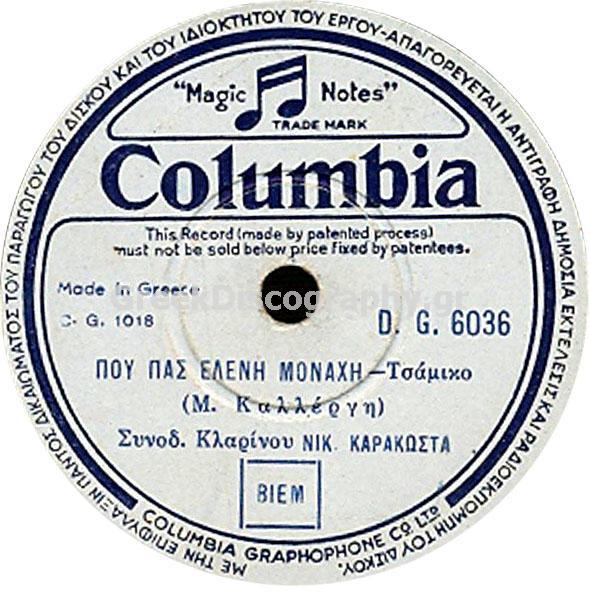 ΜΕ ΤΗΝ ΕΠΙΦΥΛΑΞΙΝ ΠΑΝΤΟΣ ΔΙΚΑΙΩΜΑΤΟΣ ΤΟΥ ΠΑΡΑΓΩΓΟΥ ΤΟΥ ΔΙΣΚΟΥ ΚΑΙ ΤΟΥ ΙΔΙΟΚΤΗΤΟΥ ΤΟΥ ΕΡΓΟΥ-ΑΠΑΓΟΡΕΥΕΤΑΙ Η ΑΝΤΙΓΡΑΦΗ ΔΗΜΟΣΙΑ ΕΚΤΕΛΕΣΙΣ ΚΑΙ ΡΑΔΙΟΕΚΠΟΜΠΗ ΤΟΥ ΔΙΣΚΟΥ.
"Magic Notes"
TRADE MARK
Columbia
This Record (made by patented process)
must not be sold below price fixed by patentees.
Made in Greece
GreekDiscography.gr
C. G. 1018
D. G. 6036
ΠΟΥ ΠΑΣ ΕΛΕΝΗ ΜΟΝΑΧΗ—Τσάμικο
(Μ. Καλλέργη)
Συνοδ. Κλαρίνου ΝΙΚ. ΚΑΡΑΚΩΣΤΑ
BIEM
COLUMBIA GRAPHOPHONE CO LTD